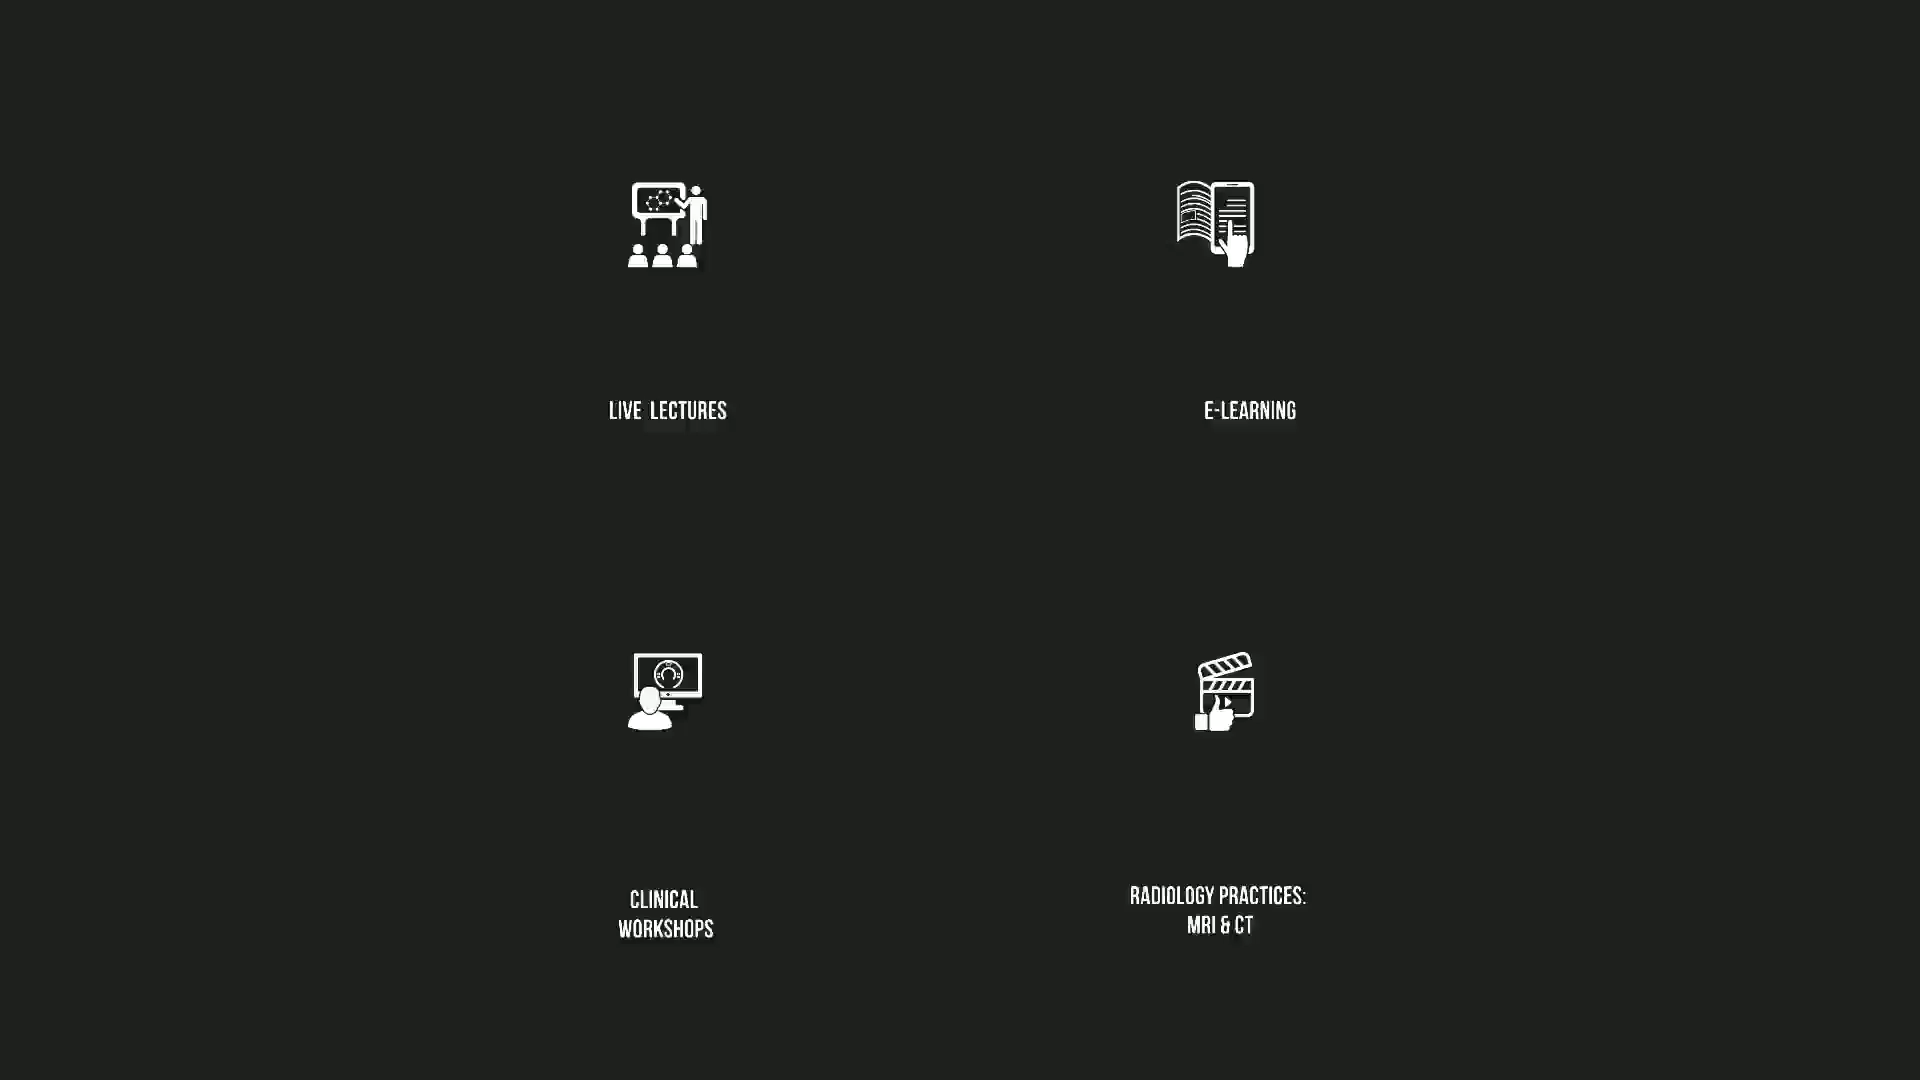 LIVE LECTURES
E-LEARNING
CLINICAL
WORKSHOPS
RADIOLOGY PRACTICES:
MRI & CT